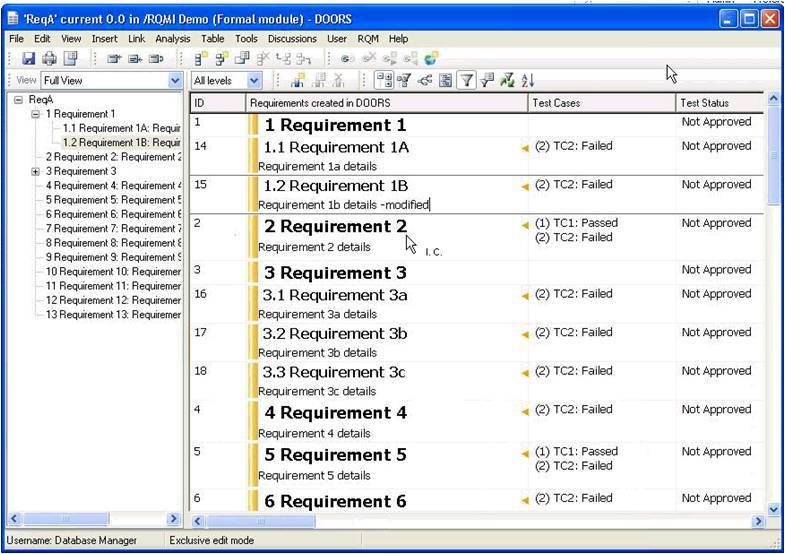 'ReqA' current 0.0 in /RQMI Demo (Formal module) - DOORS
File Edit View Insert Link Analysis Table Tools Discussions User RQM Help
View Full View All levels
ReqA
1 Requirement 1
1.1 Requirement 1A: Requir
1.2 Requirement 1B: Requir
2 Requirement 2: Requirement 2
3 Requirement 3
4 Requirement 4: Requirement 4
5 Requirement 5: Requirement 5
6 Requirement 6: Requirement 6
7 Requirement 7: Requirement 7
8 Requirement 8: Requirement 8
9 Requirement 9: Requirement 9
10 Requirement 10: Requiremer
11 Requirement 11: Requiremer
12 Requirement 12: Requiremer
13 Requirement 13: Requiremer
ID Requirements created in DOORS Test Cases Test Status
1 1 Requirement 1 Not Approved
14 1.1 Requirement 1A (2) TC2: Failed Not Approved
Requirement 1a details
15 1.2 Requirement 1B (2) TC2: Failed Not Approved
Requirement 1b details -modified
2 2 Requirement 2 (1) TC1: Passed Not Approved
(2) TC2: Failed
Requirement 2 details I.C.
3 3 Requirement 3 Not Approved
16 3.1 Requirement 3a (2) TC2: Failed Not Approved
Requirement 3a details
17 3.2 Requirement 3b (2) TC2: Failed Not Approved
Requirement 3b details
18 3.3 Requirement 3c (2) TC2: Failed Not Approved
Requirement 3c details
4 4 Requirement 4 (2) TC2: Failed Not Approved
Requirement 4 details
5 5 Requirement 5 (1) TC1: Passed Not Approved
(2) TC2: Failed
Requirement 5 details
6 6 Requirement 6 (2) TC2: Failed Not Approved
Username: Database Manager Exclusive edit mode